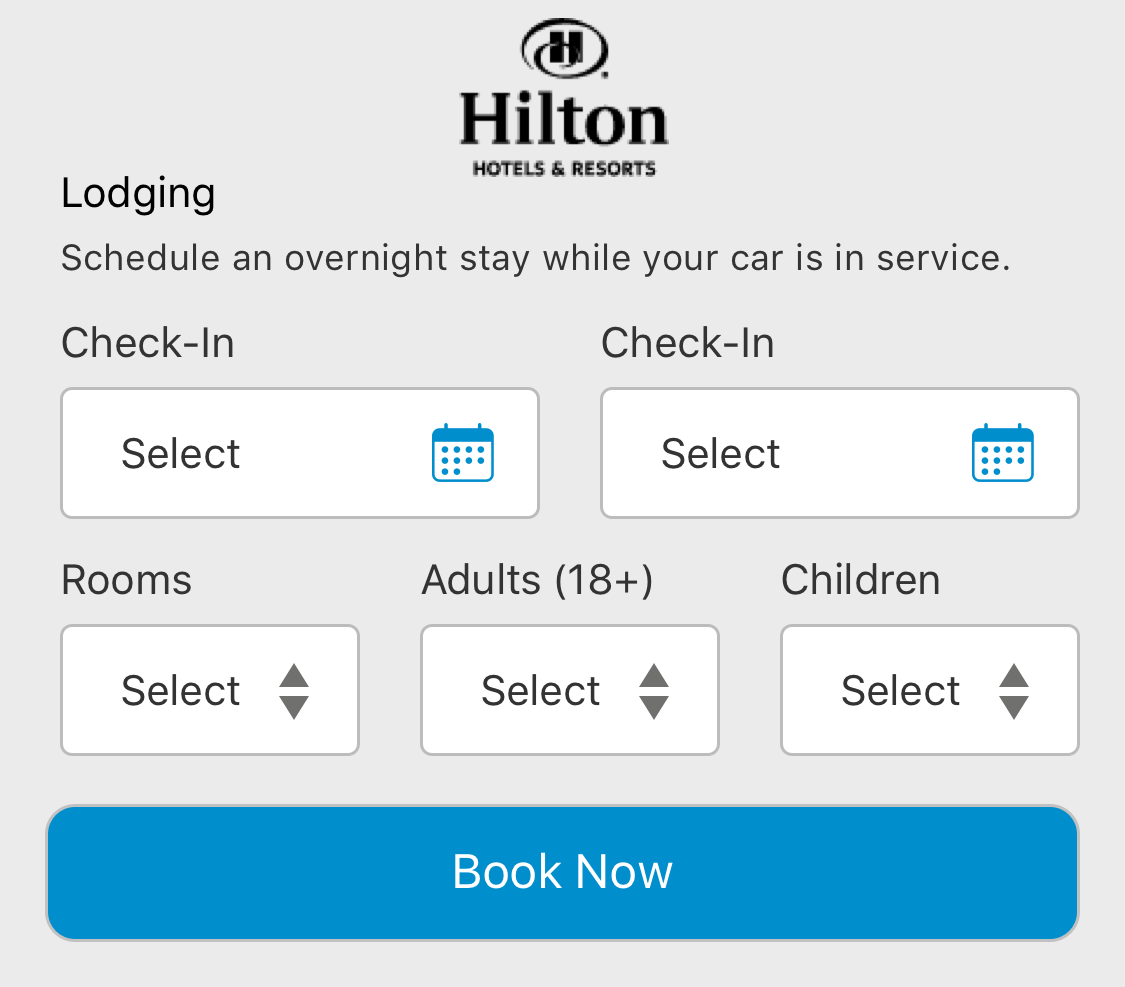 Hilton
HOTELS & RESORTS
Lodging
Schedule an overnight stay while your car is in service.
Check-In Check-In
Select Select
Rooms Adults (18+) Children
Select Select Select
Book Now